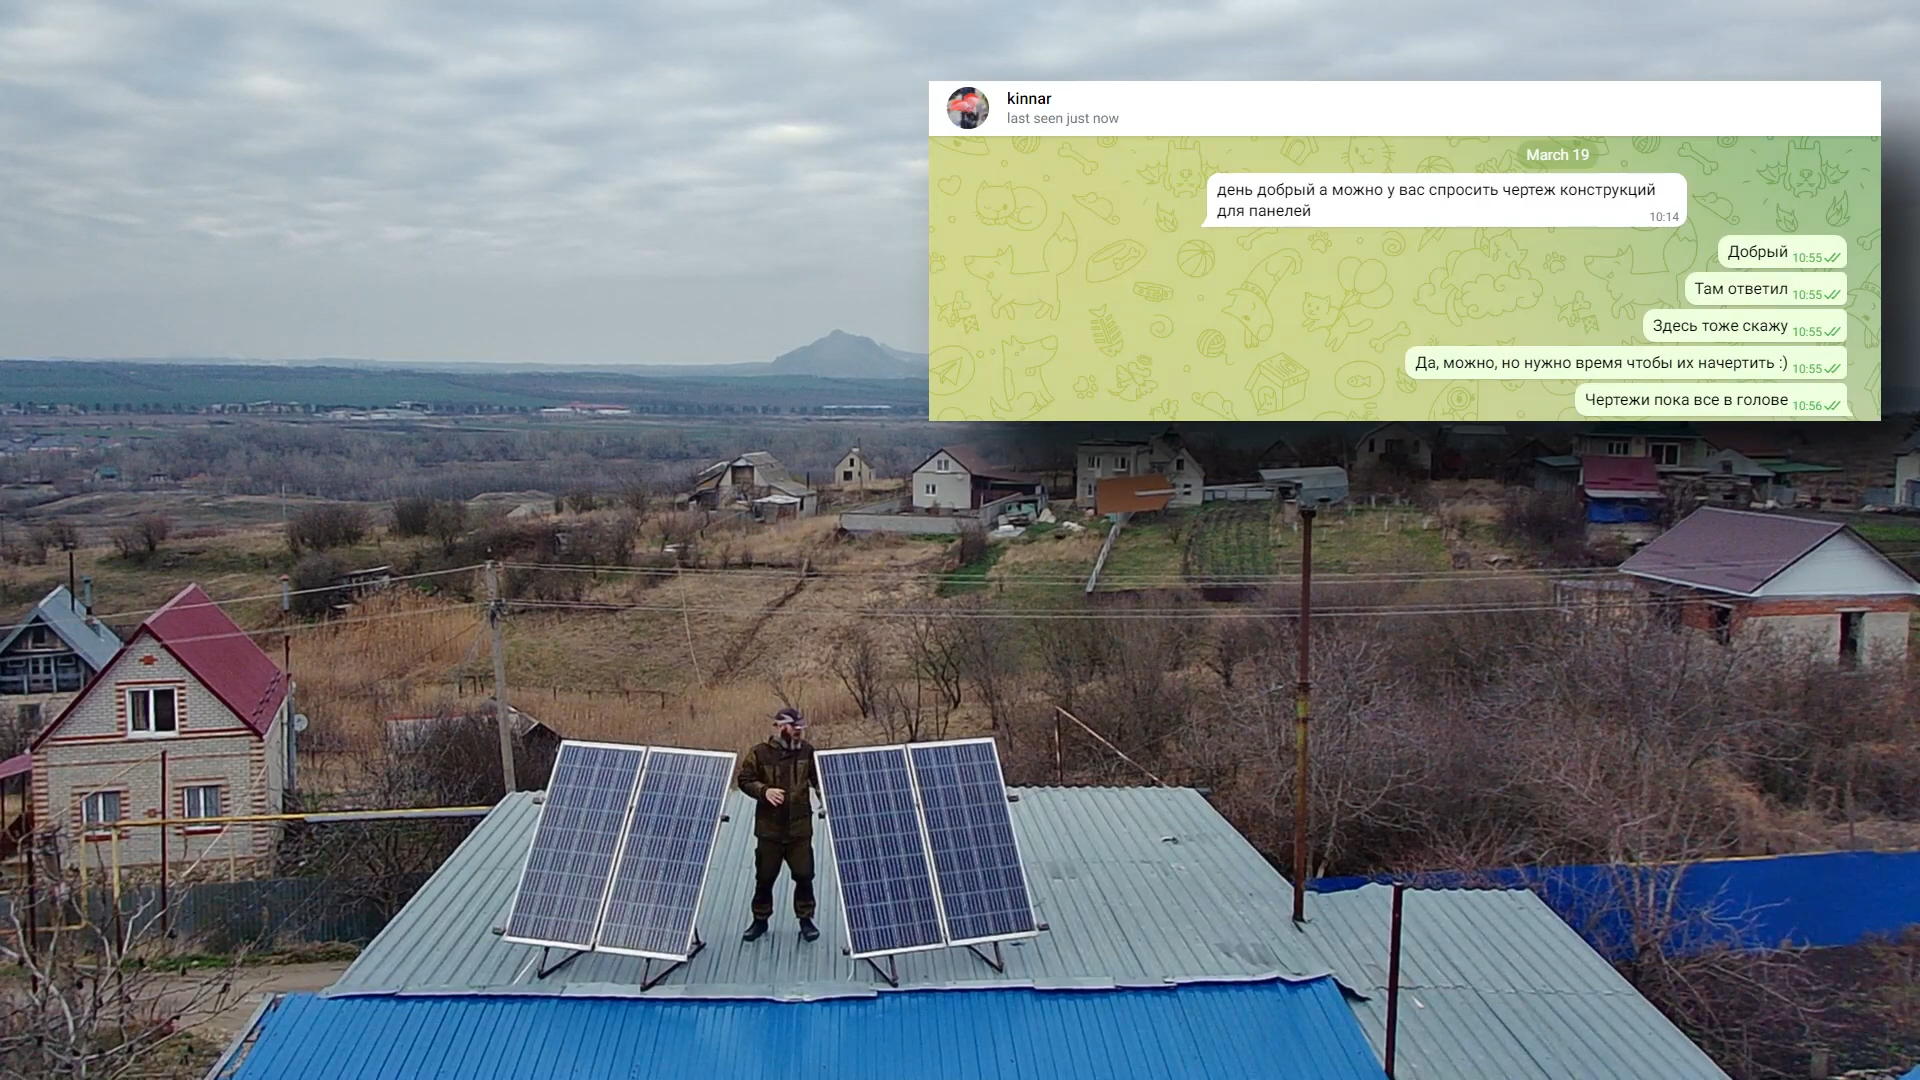 kinnar
last seen just now
March 19
день добрый а можно у вас спросить чертеж конструкций
для панелей
10:14
Добрый 10:55
Там ответил 10:55
Здесь тоже скажу 10:55
Да, можно, но нужно время чтобы их начертить :) 10:55
Чертежи пока все в голове 10:56